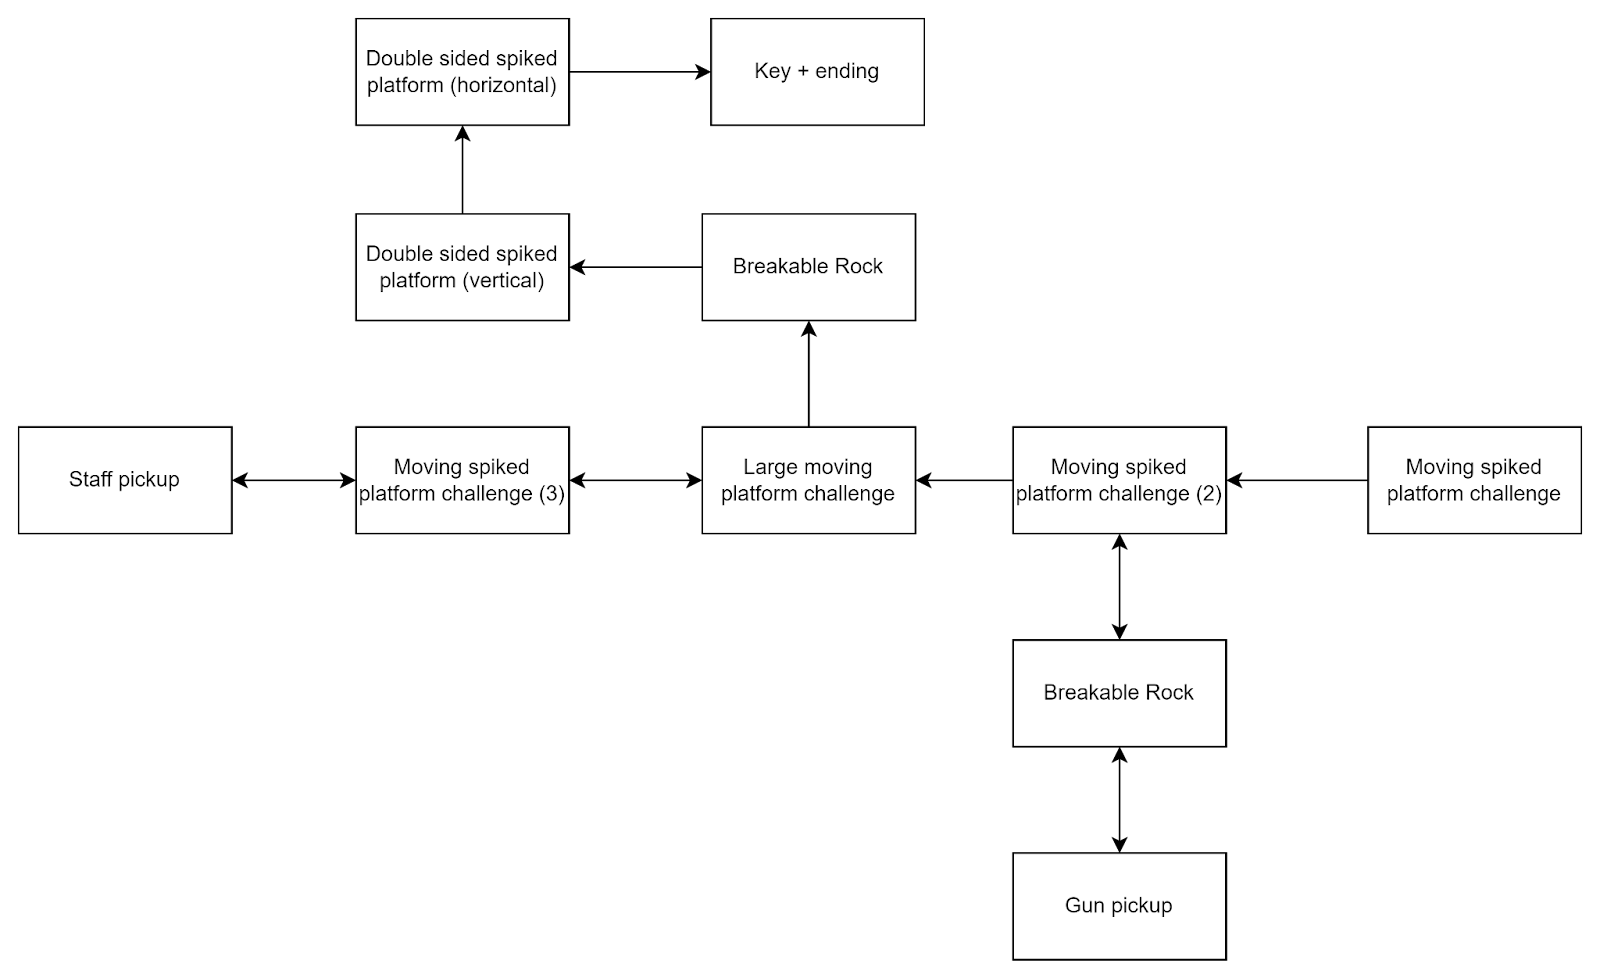 Double sided spiked
platform (horizontal)
Key + ending
Double sided spiked
platform (vertical)
Breakable Rock
Staff pickup
Moving spiked
platform challenge (3)
Large moving
platform challenge
Moving spiked
platform challenge (2)
Moving spiked
platform challenge
Breakable Rock
Gun pickup